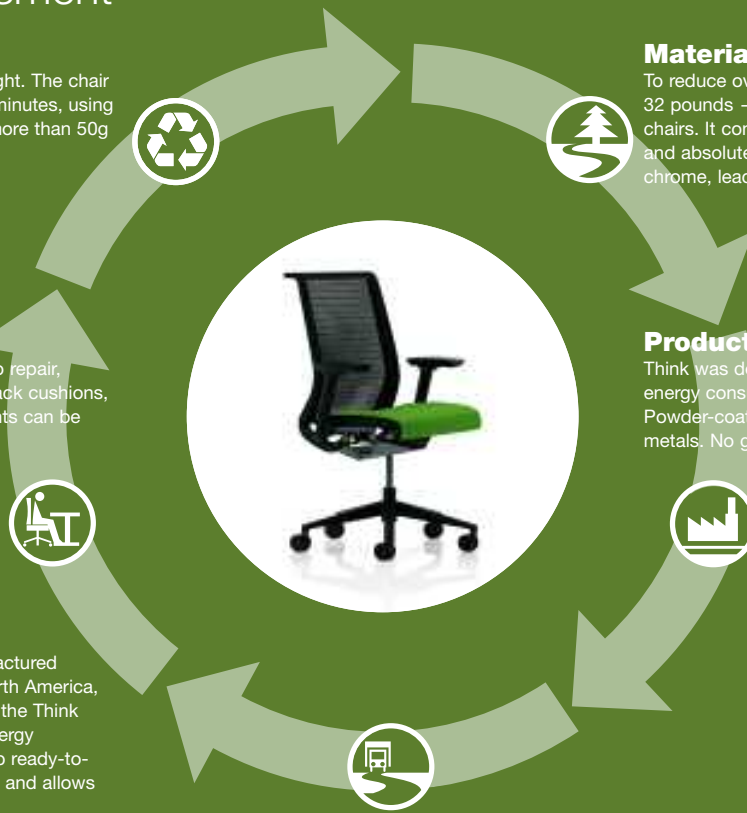 ght. The chair
minutes, using
more than 50g
Materia
To reduce ov
32 pounds –
chairs. It con
and absolute
chrome, lead
o repair,
ack cushions,
nts can be
Product
Think was de
energy cons
Powder-coat
metals. No g
actured
rth America,
the Think
ergy
o ready-to-
and allows